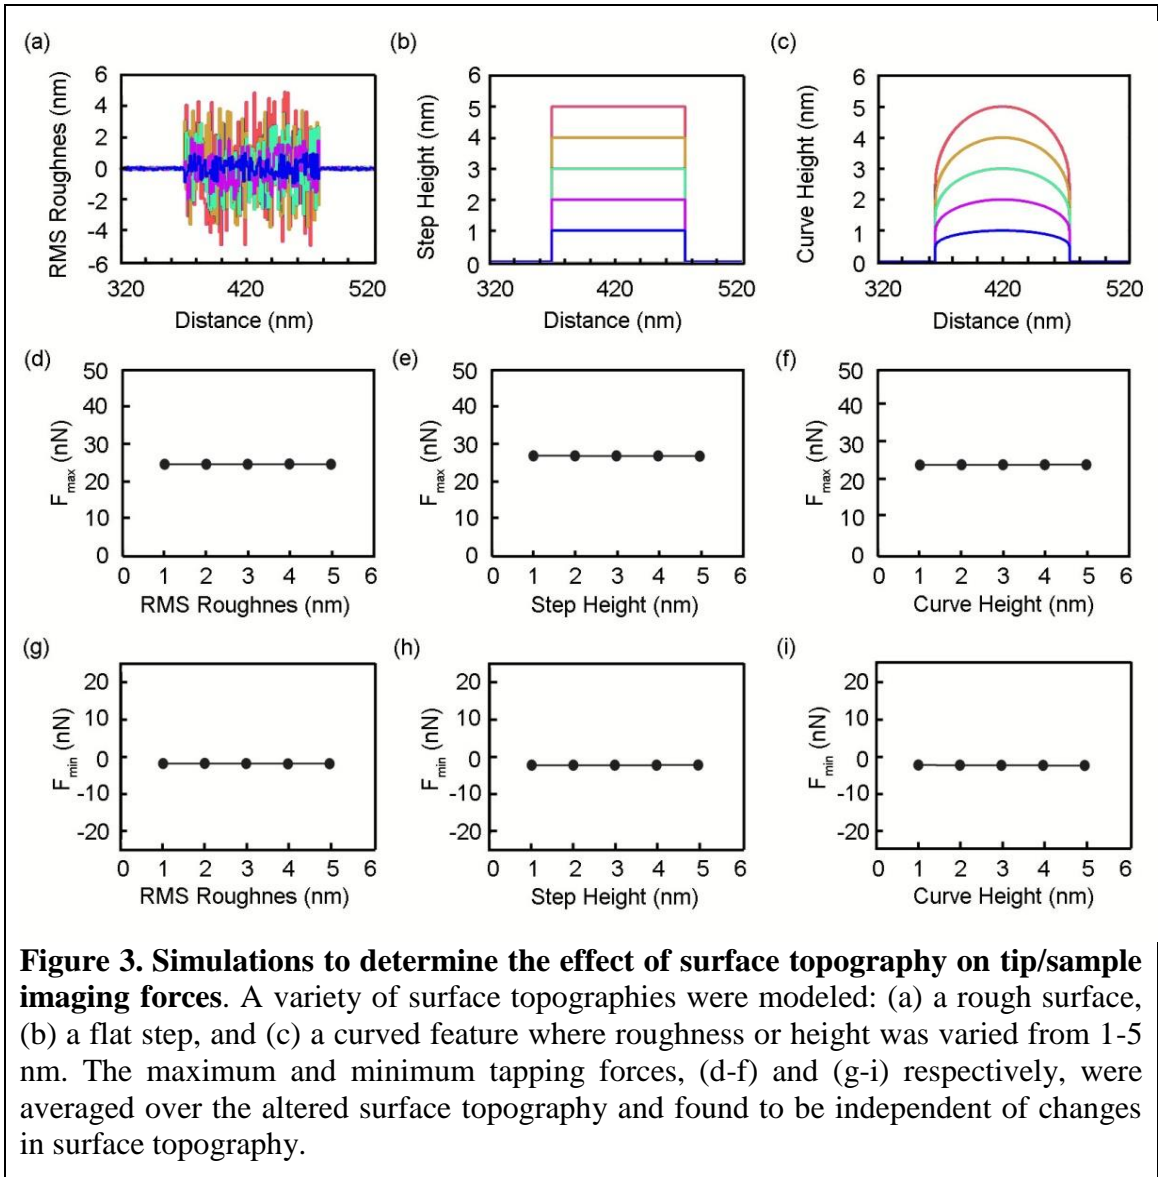 (a)
RMS Roughnes (nm)
6
4
2
0
-2
-4
-6
320 420 520
Distance (nm)
(b)
Step Height (nm)
6
5
4
3
2
1
0
320 420 520
Distance (nm)
(c)
Curve Height (nm)
6
5
4
3
2
1
0
320 420 520
Distance (nm)
(d)
F_max (nN)
50
40
30
20
10
0
0 1 2 3 4 5 6
RMS Roughnes (nm)
(e)
F_max (nN)
50
40
30
20
10
0
0 1 2 3 4 5 6
Step Height (nm)
(f)
F_max (nN)
50
40
30
20
10
0
0 1 2 3 4 5 6
Curve Height (nm)
(g)
F_min (nN)
20
10
0
-10
-20
0 1 2 3 4 5 6
RMS Roughnes (nm)
(h)
F_min (nN)
20
10
0
-10
-20
0 1 2 3 4 5 6
Step Height (nm)
(i)
F_min (nN)
20
10
0
-10
-20
0 1 2 3 4 5 6
Curve Height (nm)
Figure 3. Simulations to determine the effect of surface topography on tip/sample
imaging forces. A variety of surface topographies were modeled: (a) a rough surface,
(b) a flat step, and (c) a curved feature where roughness or height was varied from 1-5
nm. The maximum and minimum tapping forces, (d-f) and (g-i) respectively, were
averaged over the altered surface topography and found to be independent of changes
in surface topography.